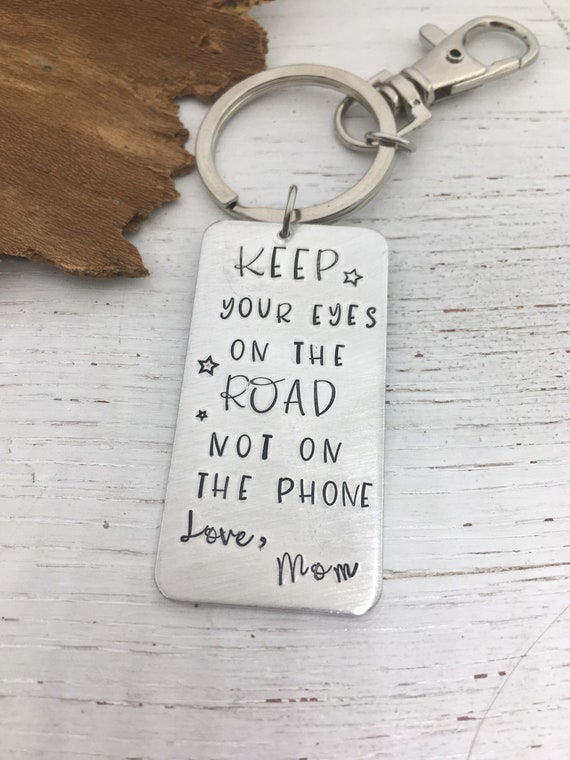 KEEP
YOUR EYES
ON THE
ROAD
NOT ON
THE PHONE
Love,
Mom